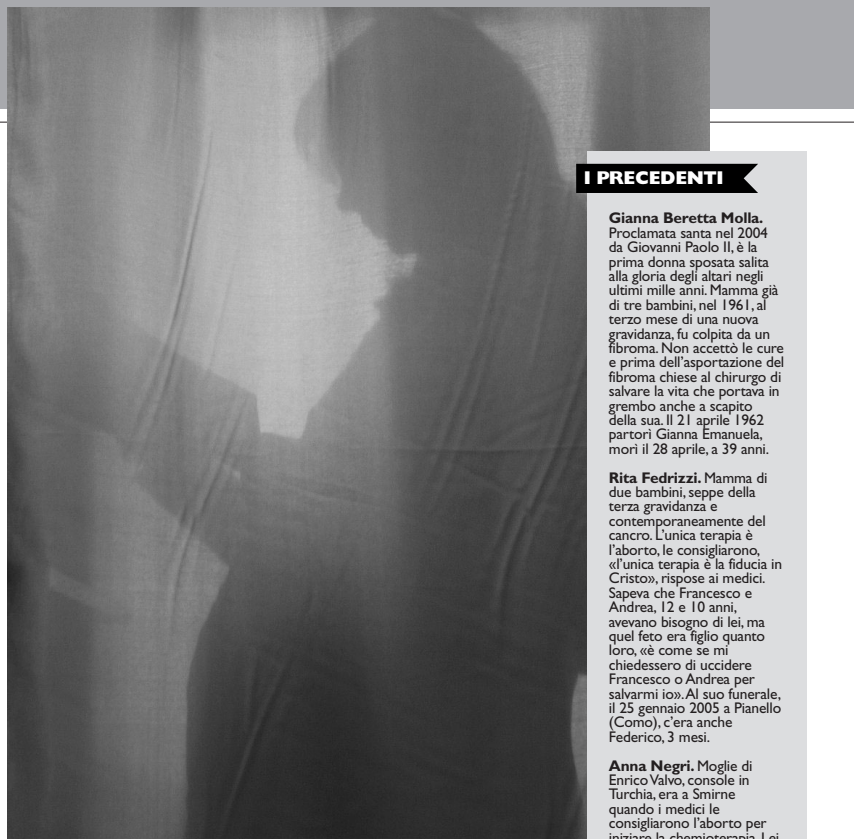 I PRECEDENTI
Gianna Beretta Molla.
Proclamata santa nel 2004
da Giovanni Paolo II, è la
prima donna sposata salita
alla gloria degli altari negli
ultimi mille anni. Mamma già
di tre bambini, nel 1961, al
terzo mese di una nuova
gravidanza, fu colpita da un
fibroma. Non accettò le cure
e prima dell'asportazione del
fibroma chiese al chirurgo di
salvare la vita che portava in
grembo anche a scapito
della sua. Il 21 aprile 1962
partorì Gianna Emanuela,
morì il 28 aprile, a 39 anni.
Rita Fedrizzi. Mamma di
due bambini, seppe della
terza gravidanza e
contemporaneamente del
cancro. L'unica terapia è
l'aborto, le consigliarono,
«l'unica terapia è la fiducia in
Cristo», rispose ai medici.
Sapeva che Francesco e
Andrea, 12 e 10 anni,
avevano bisogno di lei, ma
quel feto era figlio quanto
loro, «è come se mi
chiedessero di uccidere
Francesco o Andrea per
salvarmi io». Al suo funerale,
il 25 gennaio 2005 a Pianello
(Como), c'era anche
Federico, 3 mesi.
Anna Negri. Moglie di
Enrico Valvo, console in
Turchia, era a Smirne
quando i medici le
consigliarono l'aborto per
iniziare la chemioterapia. Lei